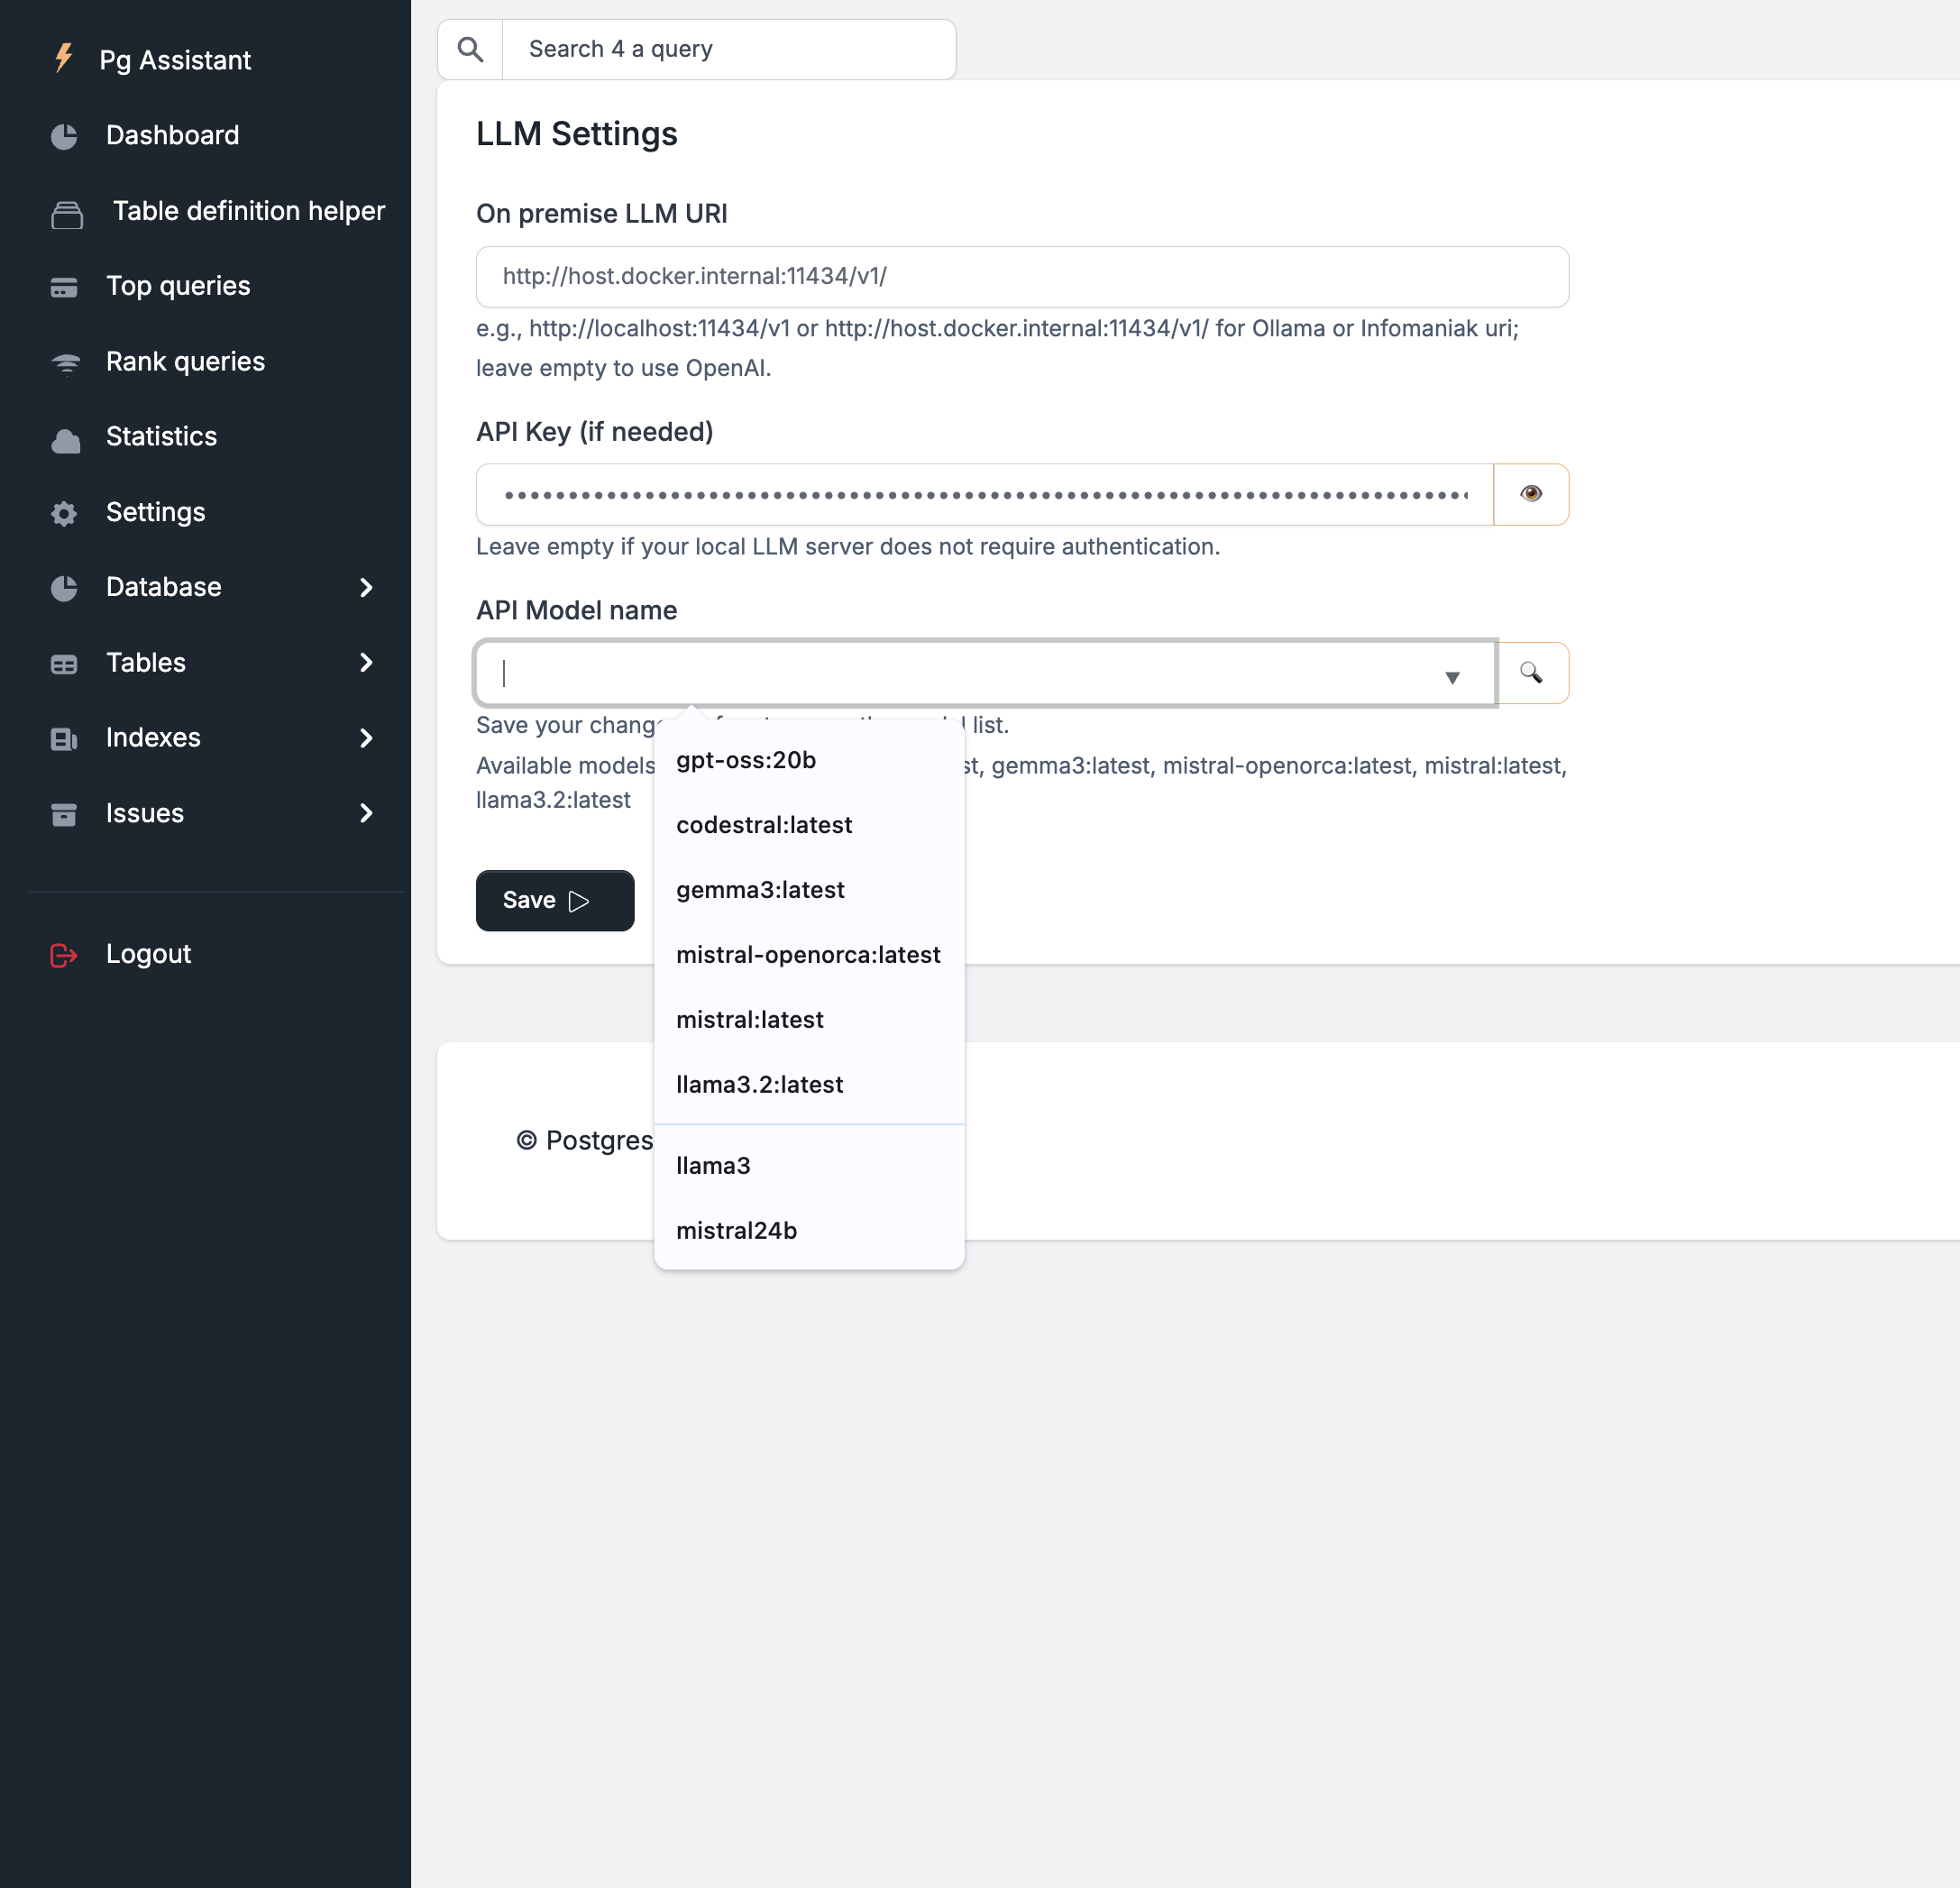 Pg Assistant
Dashboard
Table definition helper
Top queries
Rank queries
Statistics
Settings
Database
Tables
Indexes
Issues
Logout
Search 4 a query
LLM Settings
On premise LLM URI
http://host.docker.internal:11434/v1/
e.g., http://localhost:11434/v1 or http://host.docker.internal:11434/v1/ for Ollama or Infomaniak uri;
leave empty to use OpenAI.
API Key (if needed)
Leave empty if your local LLM server does not require authentication.
API Model name
Save your list.
Available models gemma3:latest, mistral-openorca:latest, mistral:latest,
llama3.2:latest
Save
gpt-oss:20b
codestral:latest
gemma3:latest
mistral-openorca:latest
mistral:latest
llama3.2:latest
llama3
mistral24b
© Postgres